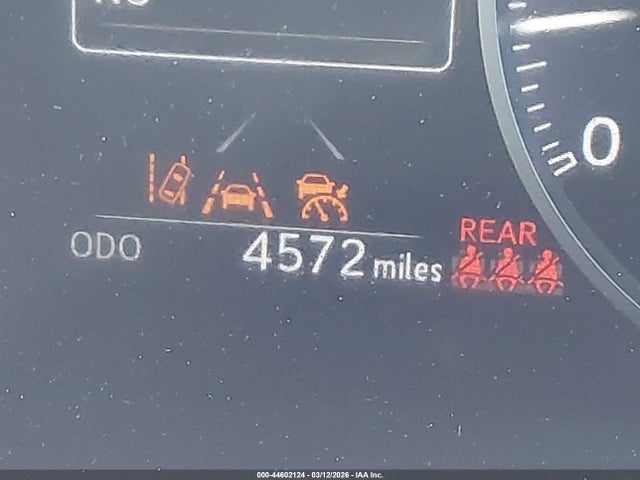 0
REAR
ODO 4572 miles
000-44602124 - 03/12/2026 - IAA Inc.